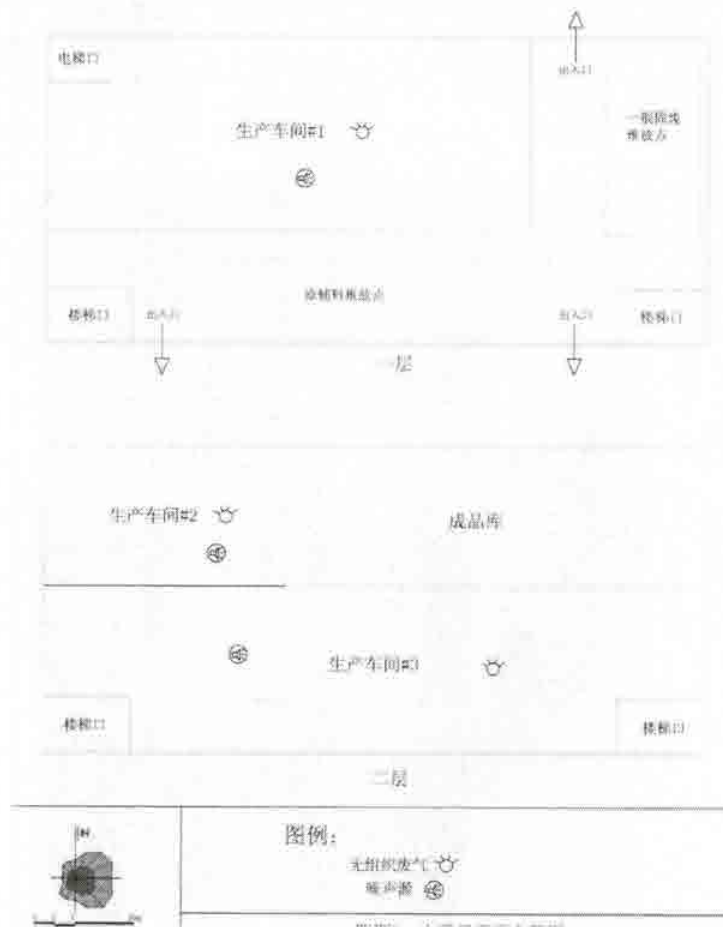 电梯口
出入口
生产车间#1
一般固废
堆放点
原辅料堆放点
楼梯口
出入口
出入口
楼梯口
一层
生产车间#2
成品库
生产车间#3
楼梯口
楼梯口
二层
图例:
无组织废气
噪声源